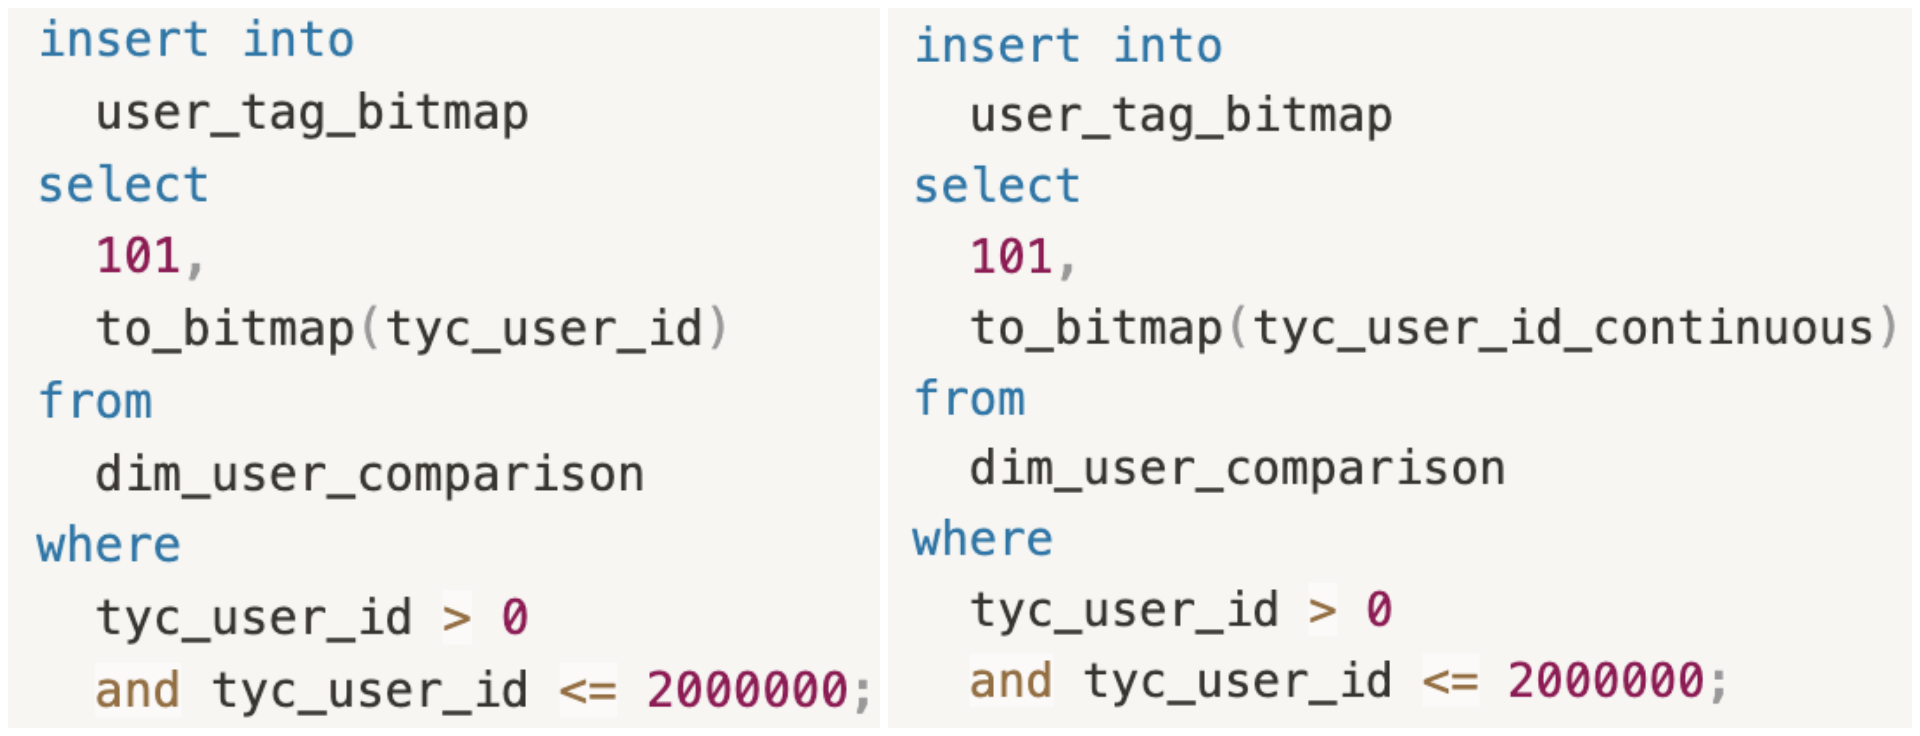 insert into
  user_tag_bitmap
select
  101,
  to_bitmap(tyc_user_id)
from
  dim_user_comparison
where
  tyc_user_id > 0
  and tyc_user_id <= 2000000;
insert into
  user_tag_bitmap
select
  101,
  to_bitmap(tyc_user_id_continuous)
from
  dim_user_comparison
where
  tyc_user_id > 0
  and tyc_user_id <= 2000000;